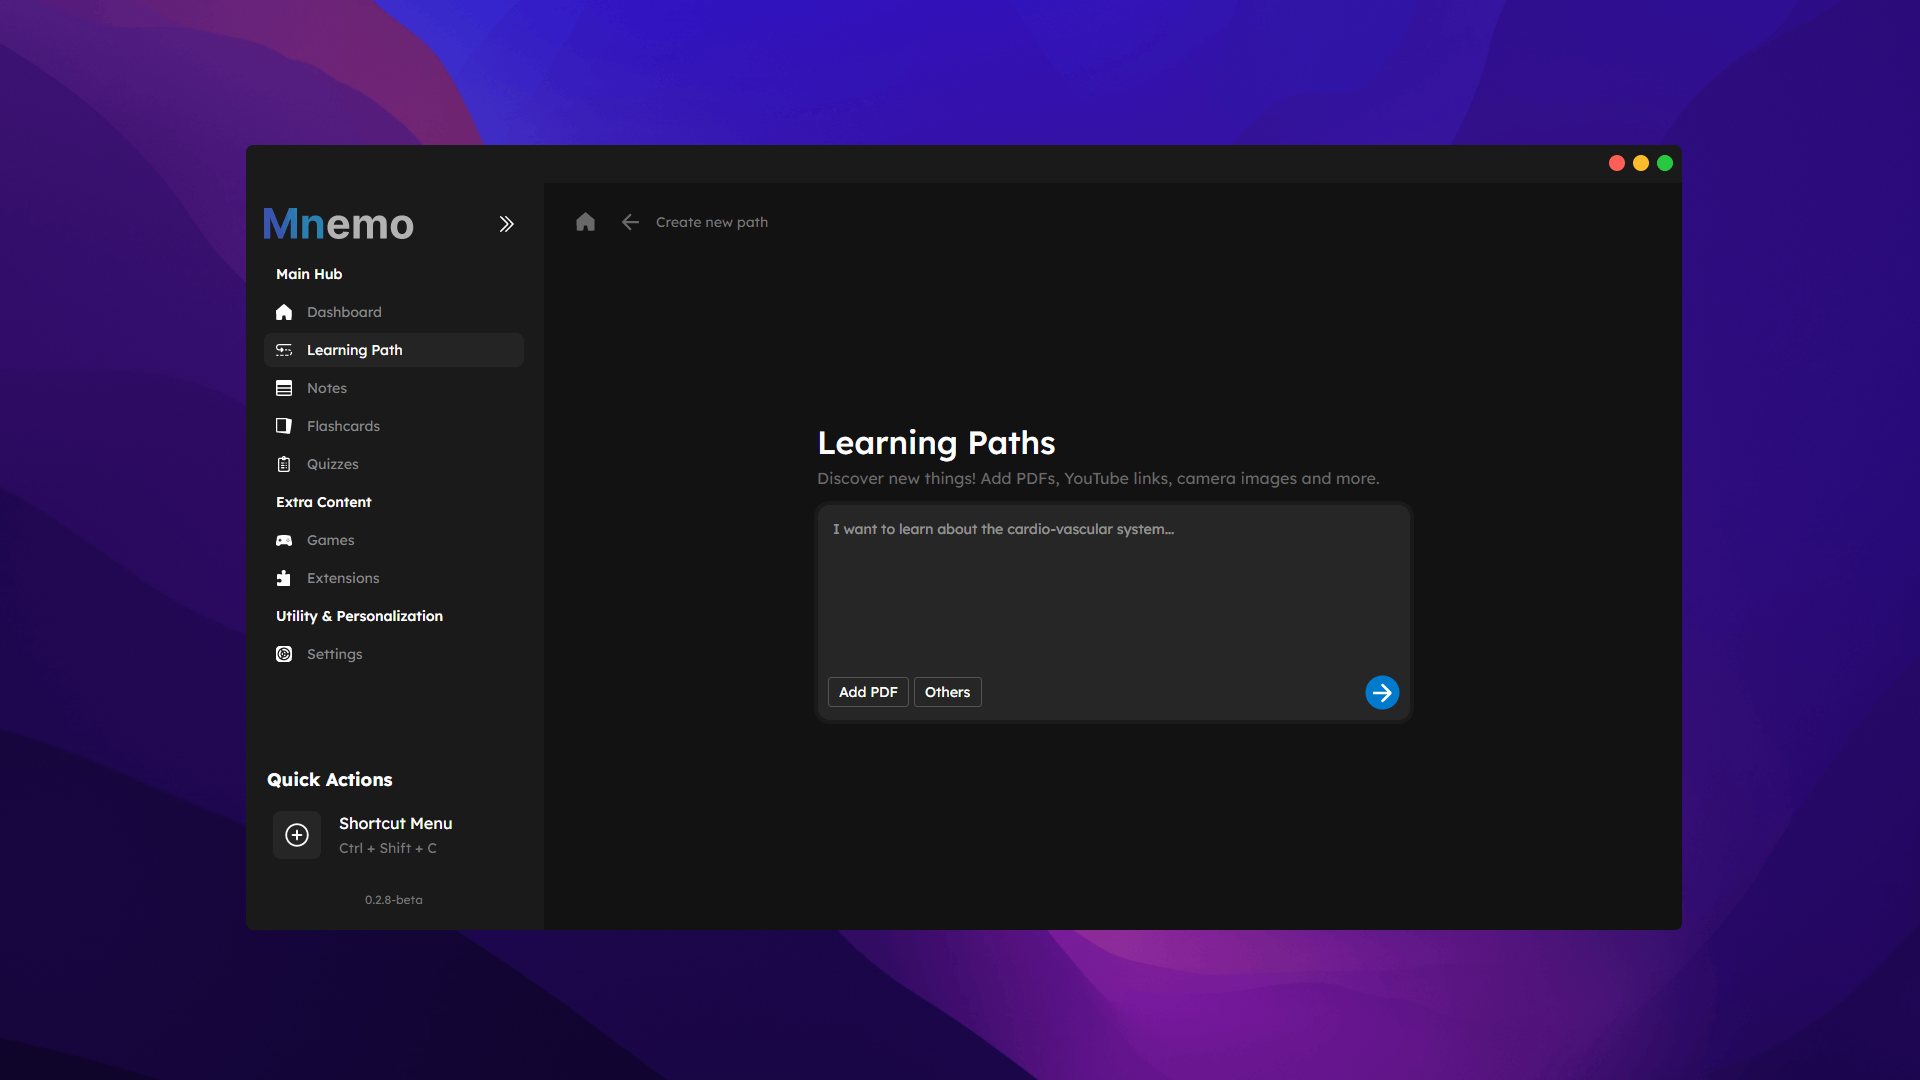 Mnemo
Main Hub
Dashboard
Learning Path
Notes
Flashcards
Quizzes
Extra Content
Games
Extensions
Utility & Personalization
Settings
Quick Actions
Shortcut Menu
Ctrl + Shift + C
0.2.8-beta
Create new path
Learning Paths
Discover new things! Add PDFs, YouTube links, camera images and more.
I want to learn about the cardio-vascular system...
Add PDF
Others